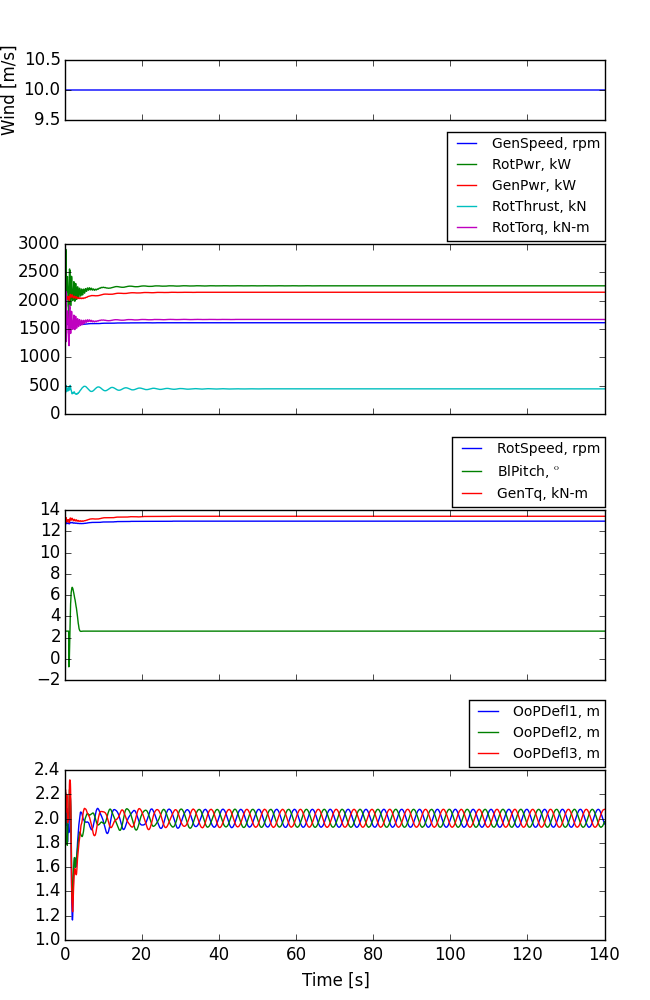 Wind [m/s]
10.5
10.0
9.5
GenSpeed, rpm
RotPwr, kW
GenPwr, kW
RotThrust, kN
RotTorq, kN-m
3000
2500
2000
1500
1000
500
0
RotSpeed, rpm
BlPitch, °
GenTq, kN-m
14
12
10
8
6
4
2
0
−2
OoPDefl1, m
OoPDefl2, m
OoPDefl3, m
2.4
2.2
2.0
1.8
1.6
1.4
1.2
1.0
0 20 40 60 80 100 120 140
Time [s]